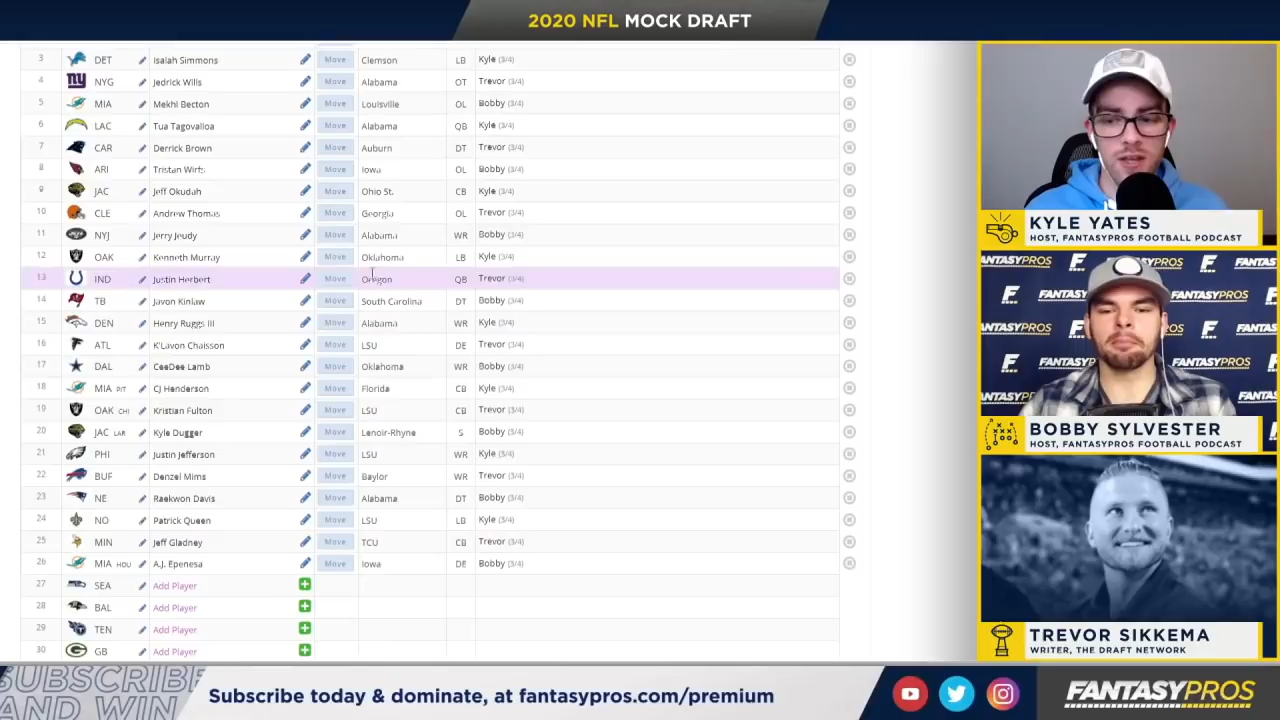 2020 NFL MOCK DRAFT
3 DET Isaiah Simmons Move Clemson LB Kyle (3/4)
4 NYG Jedrick Wills Move Alabama OT Trevor (3/4)
5 MIA Mekhi Becton Move Louisville OL Bobby (3/4)
6 LAC Tua Tagovailoa Move Alabama QB Kyle (3/4)
7 CAR Derrick Brown Move Auburn DT Trevor (3/4)
8 ARI Tristan Wirfs Move Iowa OL Bobby (3/4)
9 JAC Jeff Okudah Move Ohio St. CB Kyle (3/4)
10 CLE Andrew Thomas Move Georgia OL Trevor (3/4)
11 NYJ Jerry Jeudy Move Alabama WR Bobby (3/4)
12 OAK Kenneth Murray Move Oklahoma LB Kyle (3/4)
13 IND Justin Herbert Move Oregon QB Trevor (3/4)
14 TB Javon Kinlaw Move South Carolina DT Bobby (3/4)
15 DEN Henry Ruggs III Move Alabama WR Kyle (3/4)
16 ATL K'Lavon Chaisson Move LSU DE Trevor (3/4)
17 DAL CeeDee Lamb Move Oklahoma WR Bobby (3/4)
18 MIA PIT CJ Henderson Move Florida CB Kyle (3/4)
19 OAK CHI Kristian Fulton Move LSU CB Trevor (3/4)
20 JAC LAR Kyle Dugger Move Lenoir-Rhyne S Bobby (3/4)
21 PHI Justin Jefferson Move LSU WR Kyle (3/4)
22 BUF Denzel Mims Move Baylor WR Trevor (3/4)
23 NE Raekwon Davis Move Alabama DT Bobby (3/4)
24 NO Patrick Queen Move LSU LB Kyle (3/4)
25 MIN Jeff Gladney Move TCU CB Trevor (3/4)
26 MIA HOU A.J. Epenesa Move Iowa DE Bobby (3/4)
27 SEA Add Player
28 BAL Add Player
29 TEN Add Player
30 GB Add Player
KYLE YATES
HOST, FANTASYPROS FOOTBALL PODCAST
FANTASYPROS
BOBBY SYLVESTER
HOST, FANTASYPROS FOOTBALL PODCAST
TREVOR SIKKEMA
WRITER, THE DRAFT NETWORK
SUBSCRIBE
AND WIN
Subscribe today & dominate, at fantasypros.com/premium
FANTASYPROS